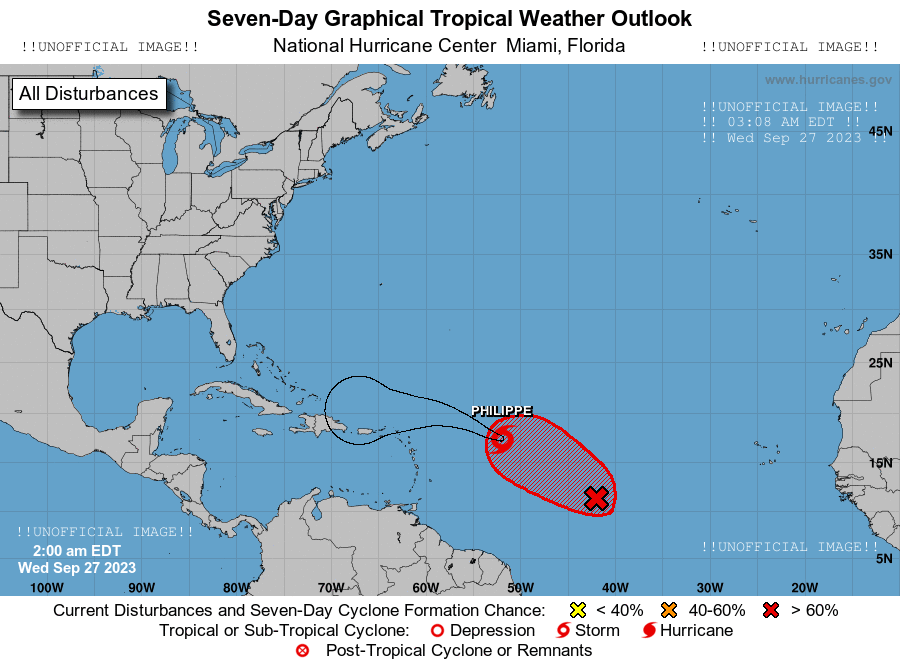 Seven-Day Graphical Tropical Weather Outlook
!!UNOFFICIAL IMAGE!! National Hurricane Center Miami, Florida !!UNOFFICIAL IMAGE!!
www.hurricanes.gov
All Disturbances
!!UNOFFICIAL IMAGE!!
!! 03:08 AM EDT !!
!! Wed Sep 27 2023 !!
45N
35N
25N
PHILIPPE
15N
!!UNOFFICIAL IMAGE!!
2:00 am EDT
Wed Sep 27 2023
!!UNOFFICIAL IMAGE!!
5N
100W 90W 80W 70W 60W 50W 40W 30W 20W
Current Disturbances and Seven-Day Cyclone Formation Chance: < 40% 40-60% > 60%
Tropical or Sub-Tropical Cyclone: Depression Storm Hurricane
Post-Tropical Cyclone or Remnants